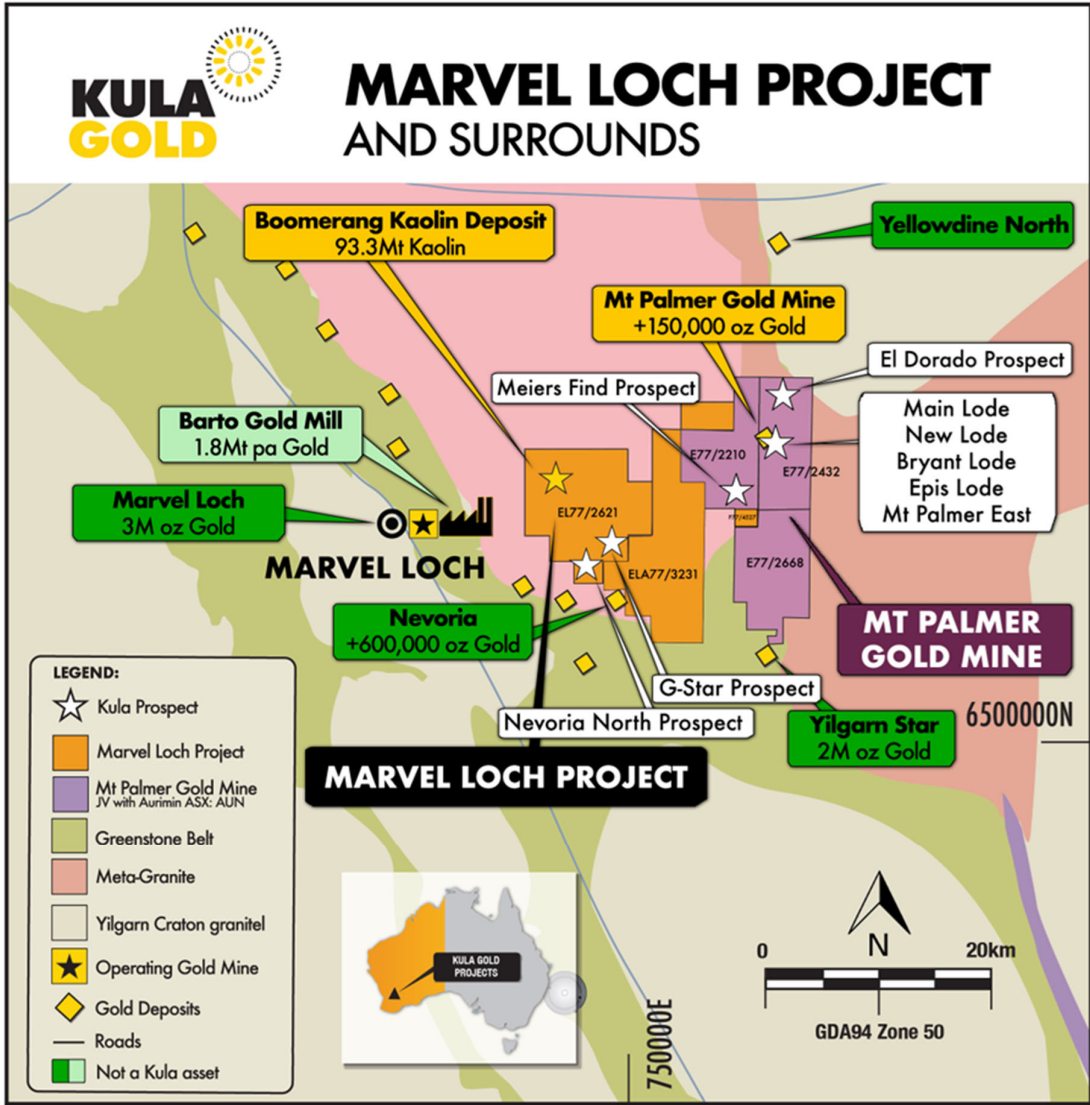 KULA
GOLD
MARVEL LOCH PROJECT
AND SURROUNDS
Boomerang Kaolin Deposit
93.3Mt Kaolin
Yellowdine North
Mt Palmer Gold Mine
+150,000 oz Gold
El Dorado Prospect
Meiers Find Prospect
Main Lode
New Lode
Bryant Lode
Epis Lode
Mt Palmer East
Barto Gold Mill
1.8Mt pa Gold
E77/2210
E77/2432
Marvel Loch
3M oz Gold
EL77/2621
MARVEL LOCH
ELA77/3231
E77/2668
Nevoria
+600,000 oz Gold
MT PALMER
GOLD MINE
G-Star Prospect
Nevoria North Prospect
Yilgarn Star
2M oz Gold
6500000N
MARVEL LOCH PROJECT
LEGEND:
Kula Prospect
Marvel Loch Project
Mt Palmer Gold Mine
JV with Aurimin ASX: AUN
Greenstone Belt
Meta-Granite
Yilgarn Craton granitel
Operating Gold Mine
Gold Deposits
Roads
Not a Kula asset
KULA GOLD
PROJECTS
750000E
N
0 20km
GDA94 Zone 50